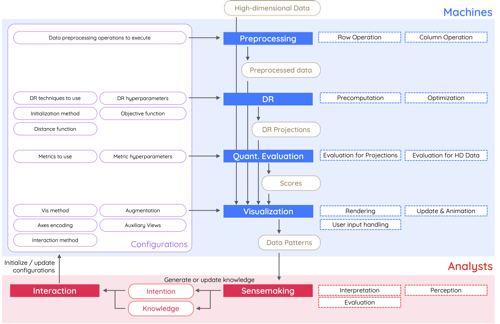 High-dimensional Data
Machines
Data preprocessing operations to execute
Preprocessing
Row Operation
Column Operation
Preprocessed data
DR techniques to use
DR hyperparameters
DR
Precomputation
Optimization
Initialization method
Objective function
Distance function
DR Projections
Metrics to use
Metric hyperparameters
Quant. Evaluation
Evaluation for Projections
Evaluation for HD Data
Scores
Vis method
Augmentation
Visualization
Rendering
Update & Animation
Axes encoding
Auxiliary Views
User input handling
Interaction method
Configurations
Data Patterns
Initialize / update
configurations
Analysts
Generate or update knowledge
Interaction
Intention
Knowledge
Sensemaking
Interpretation
Perception
Evaluation